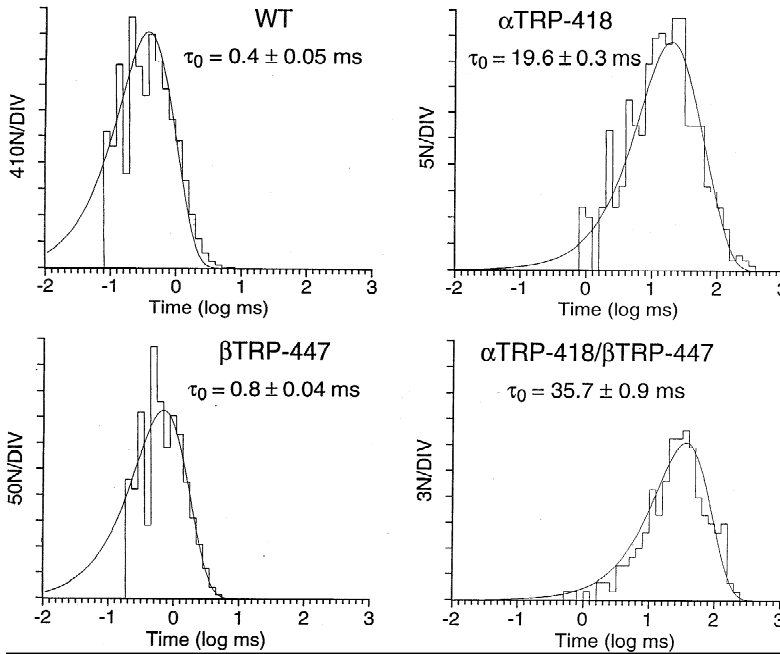 WT
τ0 = 0.4 ± 0.05 ms
410N/DIV
-2 -1 0 1 2 3
Time (log ms)
αTRP-418
τ0 = 19.6 ± 0.3 ms
5N/DIV
-2 -1 0 1 2 3
Time (log ms)
βTRP-447
τ0 = 0.8 ± 0.04 ms
50N/DIV
-2 -1 0 1 2 3
Time (log ms)
αTRP-418/βTRP-447
τ0 = 35.7 ± 0.9 ms
3N/DIV
-2 -1 0 1 2 3
Time (log ms)